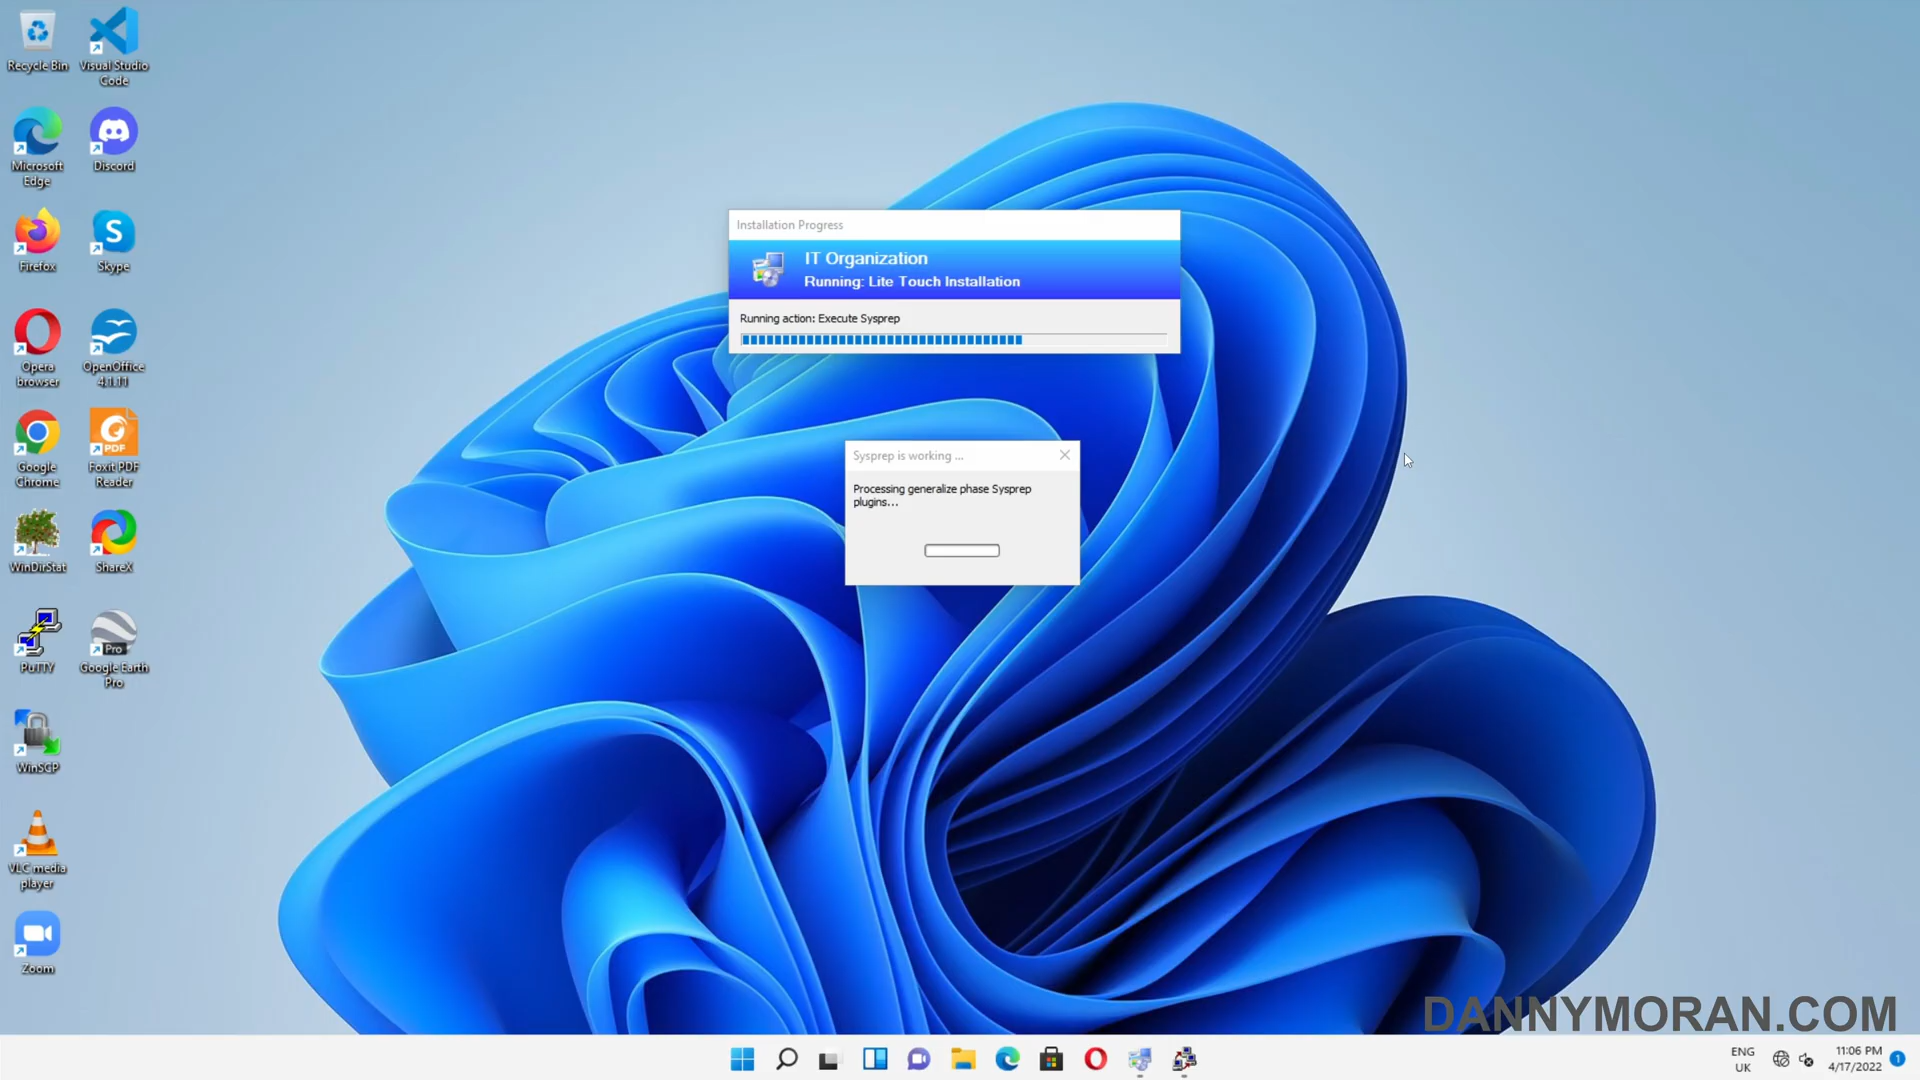 Recycle Bin
Visual Studio
Code
Microsoft
Edge
Discord
Firefox
S
Skype
Opera
browser
OpenOffice
4.1.11
Google
Chrome
PDF
Foxit PDF
Reader
WinDirStat
ShareX
PuTTY
Pro
Google Earth
Pro
WinSCP
VLC media
player
Zoom
Installation Progress
IT Organization
Running: Lite Touch Installation
Running action: Execute Sysprep
Sysprep is working ...
Processing generalize phase Sysprep
plugins...
DANNYMORAN.COM
ENG
UK
11:06 PM
4/17/2022
1